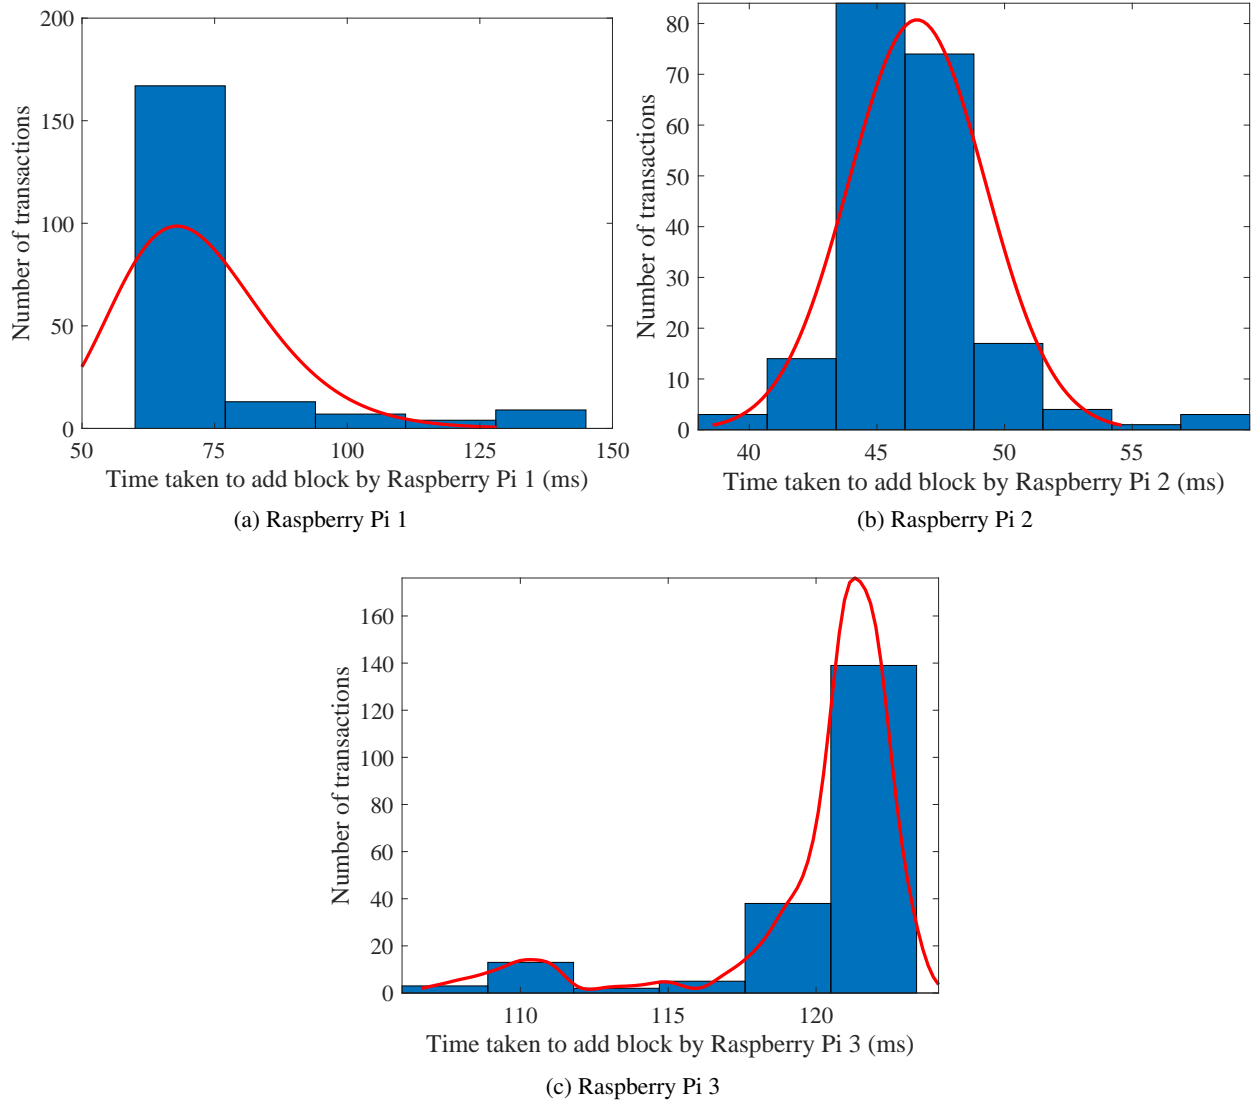 200
150
100
50
0
50 75 100 125 150
Number of transactions
Time taken to add block by Raspberry Pi 1 (ms)
(a) Raspberry Pi 1
80
70
60
50
40
30
20
10
0
40 45 50 55
Number of transactions
Time taken to add block by Raspberry Pi 2 (ms)
(b) Raspberry Pi 2
160
140
120
100
80
60
40
20
0
110 115 120
Number of transactions
Time taken to add block by Raspberry Pi 3 (ms)
(c) Raspberry Pi 3